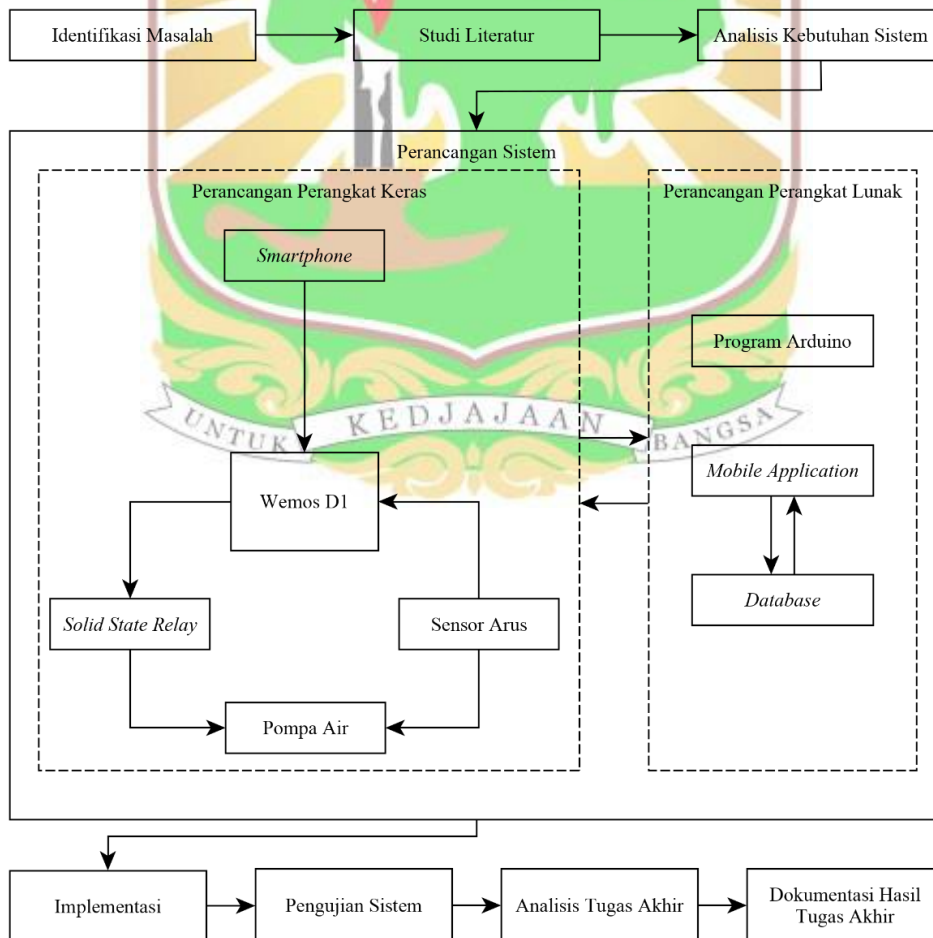 Identifikasi Masalah
Studi Literatur
Analisis Kebutuhan Sistem
Perancangan Sistem
Perancangan Perangkat Keras
Perancangan Perangkat Lunak
Smartphone
Program Arduino
UNTUK KEDJAJAAN BANGSA
Mobile Application
Wemos D1
Database
Solid State Relay
Sensor Arus
Pompa Air
Implementasi
Pengujian Sistem
Analisis Tugas Akhir
Dokumentasi Hasil
Tugas Akhir